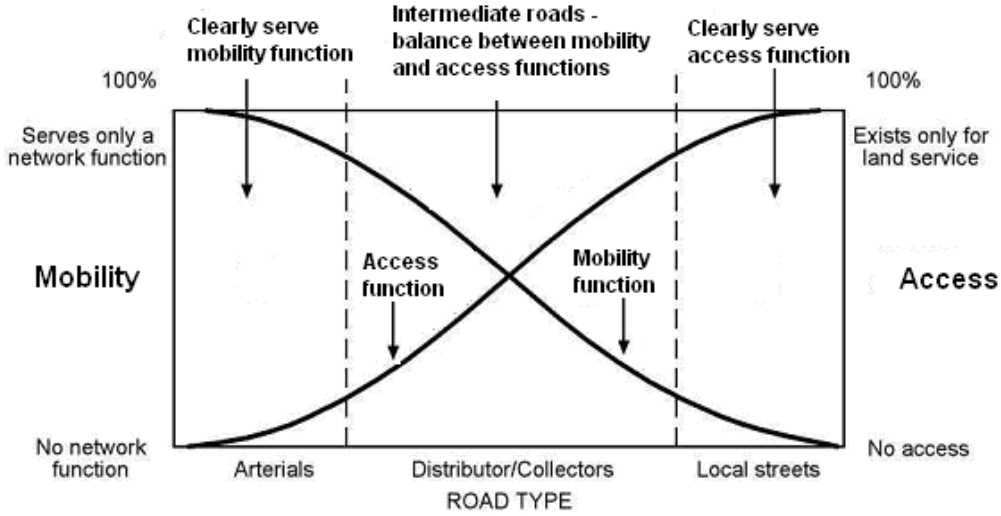 Clearly serve
mobility function
Intermediate roads -
balance between mobility
and access functions
Clearly serve
access function
100%
100%
Serves only a
network function
Exists only for
land service
Mobility
Access
function
Mobility
function
Access
No network
function
No access
Arterials
Distributor/Collectors
Local streets
ROAD TYPE